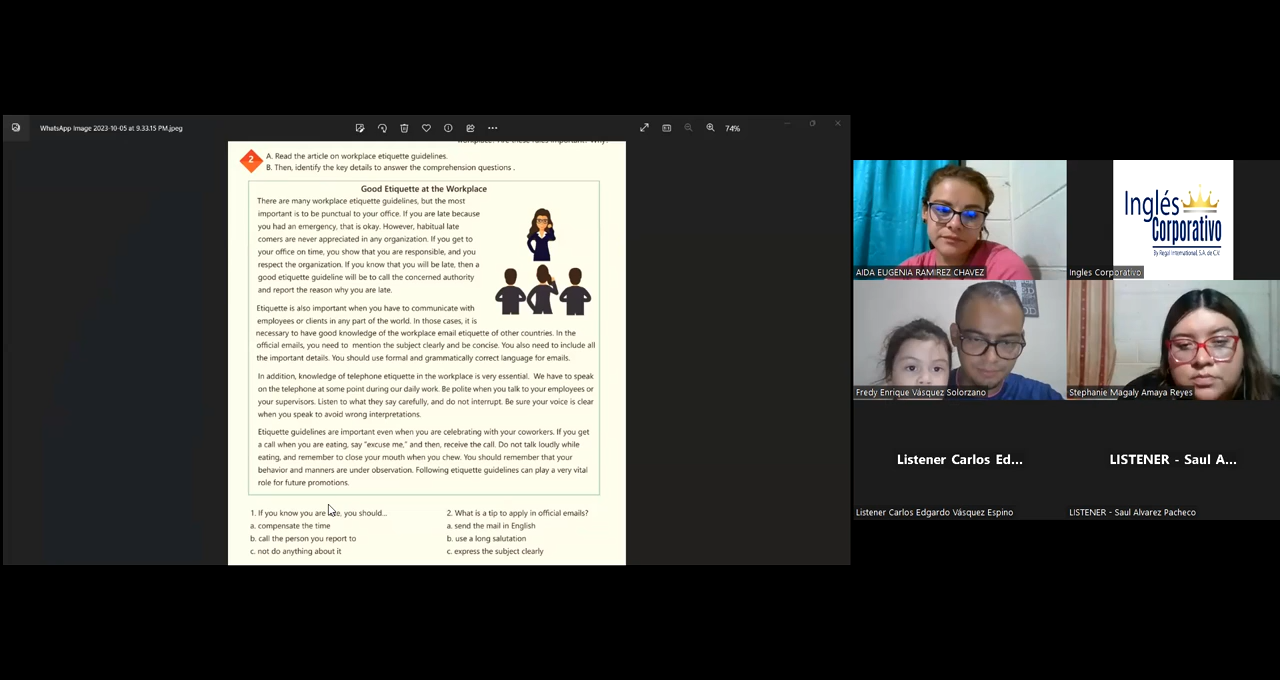 WhatsApp Image 2023-10-05 at 9.33.15 PM.jpeg
74%
workplace? Are these rules important? Why?
2
A. Read the article on workplace etiquette guidelines.
B. Then, identify the key details to answer the comprehension questions .
Good Etiquette at the Workplace
There are many workplace etiquette guidelines, but the most
important is to be punctual to your office. If you are late because
you had an emergency, that is okay. However, habitual late
comers are never appreciated in any organization. If you get to
your office on time, you show that you are responsible, and you
respect the organization. If you know that you will be late, then a
good etiquette guideline will be to call the concerned authority
and report the reason why you are late.
Etiquette is also important when you have to communicate with
employees or clients in any part of the world. In those cases, it is
necessary to have good knowledge of the workplace email etiquette of other countries. In the
official emails, you need to mention the subject clearly and be concise. You also need to include all
the important details. You should use formal and grammatically correct language for emails.
In addition, knowledge of telephone etiquette in the workplace is very essential. We have to speak
on the telephone at some point during our daily work. Be polite when you talk to your employees or
your supervisors. Listen to what they say carefully, and do not interrupt. Be sure your voice is clear
when you speak to avoid wrong interpretations.
Etiquette guidelines are important even when you are celebrating with your coworkers. If you get
a call when you are eating, say "excuse me," and then, receive the call. Do not talk loudly while
eating, and remember to close your mouth when you chew. You should remember that your
behavior and manners are under observation. Following etiquette guidelines can play a very vital
role for future promotions.
1. If you know you are late, you should...
a. compensate the time
b. call the person you report to
c. not do anything about it
2. What is a tip to apply in official emails?
a. send the mail in English
b. use a long salutation
c. express the subject clearly
AIDA EUGENIA RAMIREZ CHAVEZ
Inglés
Corporativo
By Regal International, S.A. de C.V.
Ingles Corporativo
Fredy Enrique Vásquez Solorzano
Stephanie Magaly Amaya Reyes
Listener Carlos Ed...
Listener Carlos Edgardo Vásquez Espino
LISTENER - Saul A...
LISTENER - Saul Alvarez Pacheco